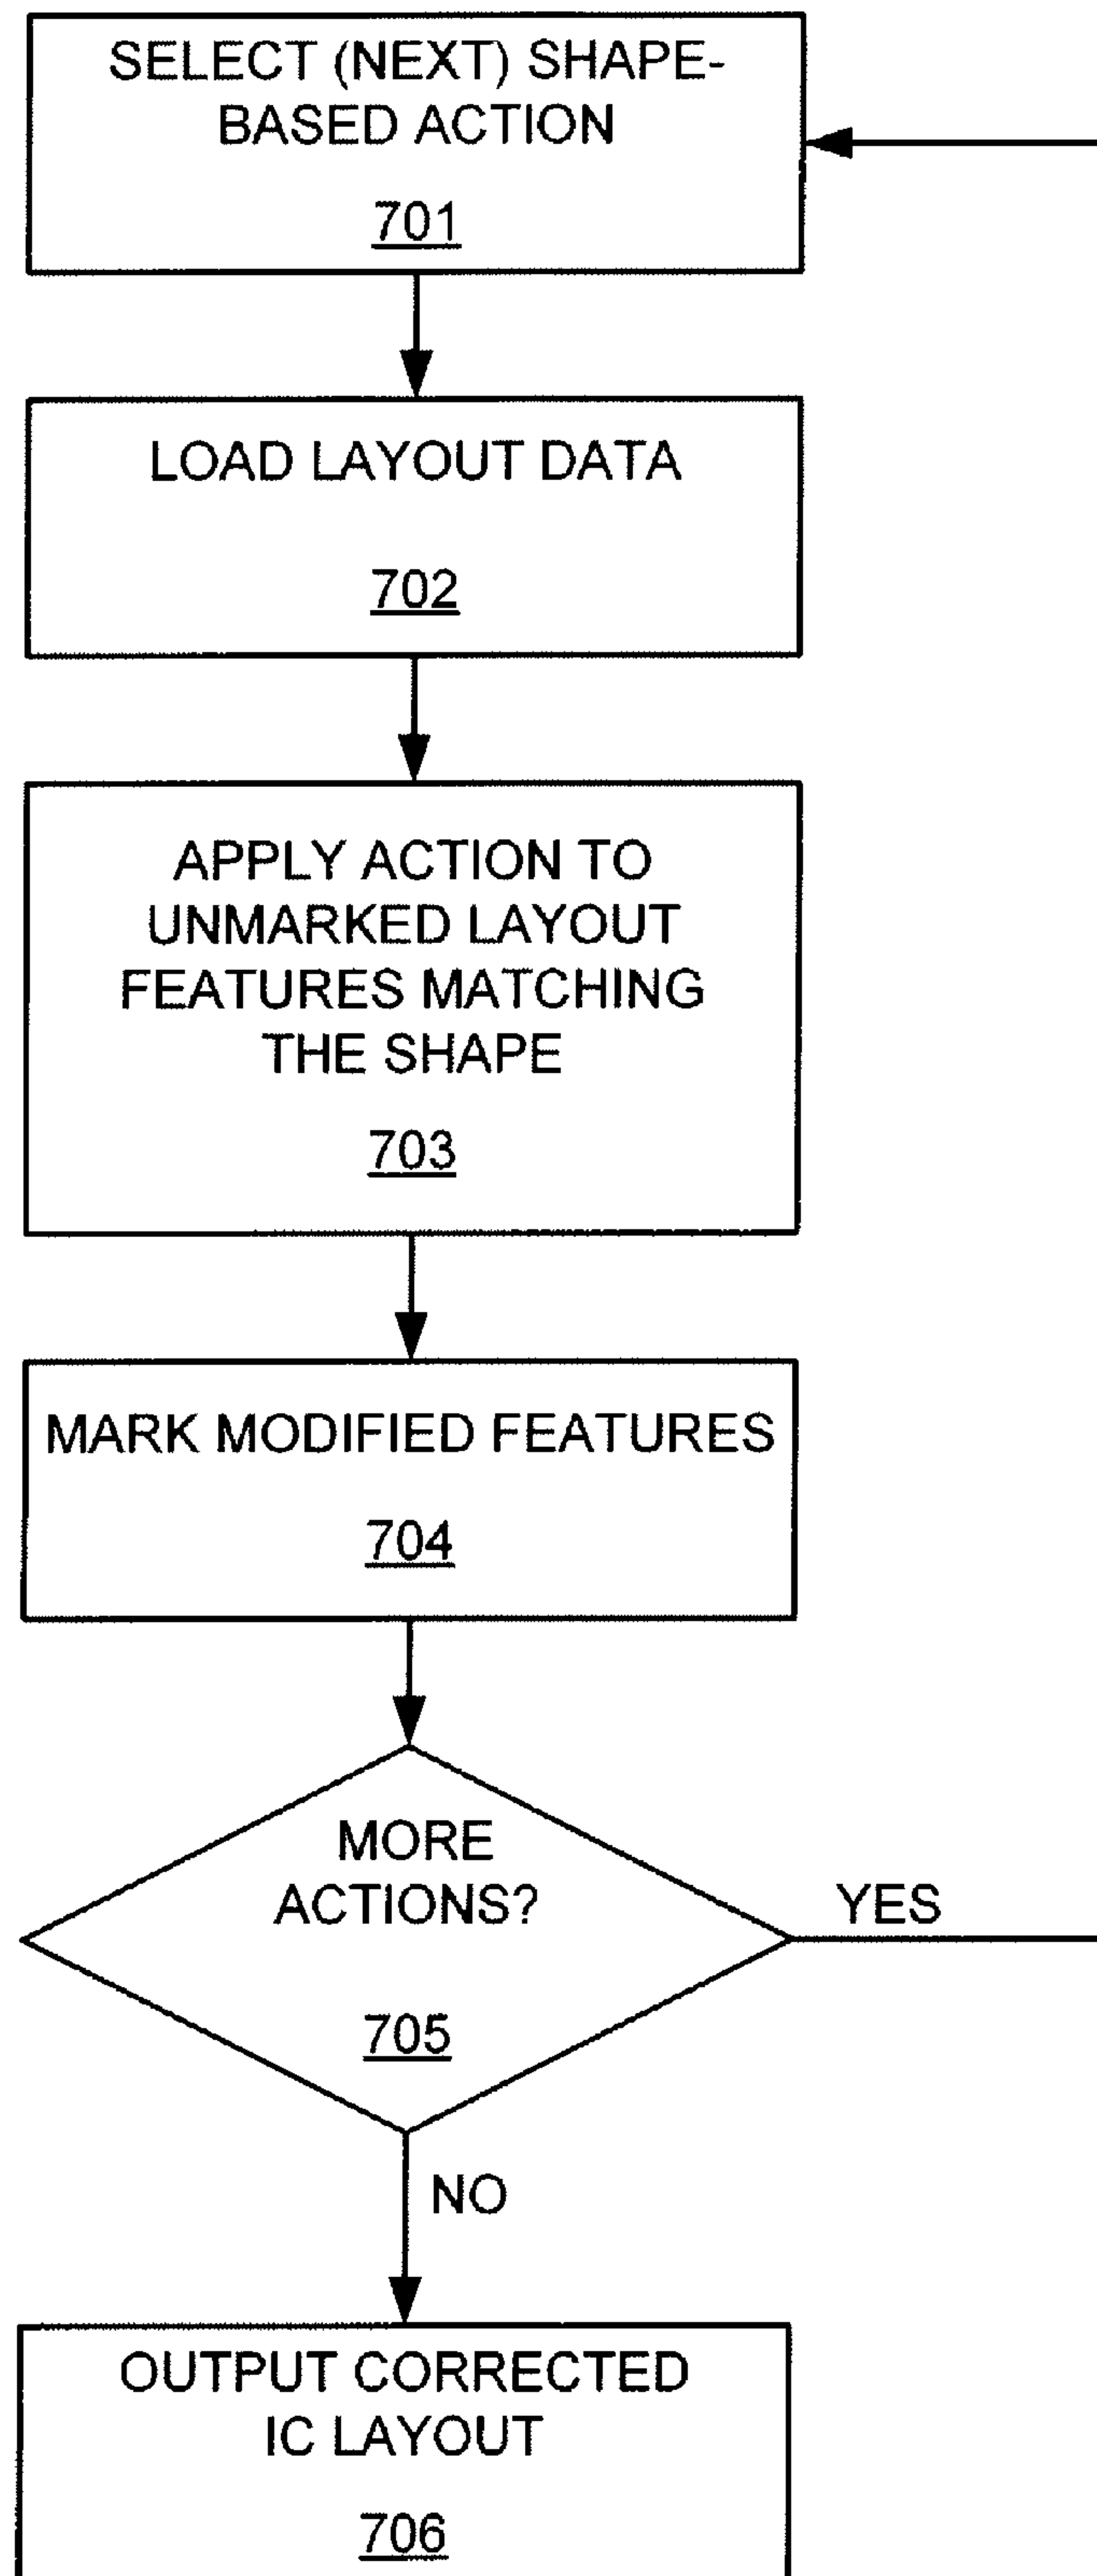 SELECT (NEXT) SHAPE-
BASED ACTION
701
LOAD LAYOUT DATA
702
APPLY ACTION TO
UNMARKED LAYOUT
FEATURES MATCHING
THE SHAPE
703
MARK MODIFIED FEATURES
704
MORE
ACTIONS?
YES
705
NO
OUTPUT CORRECTED
IC LAYOUT
706